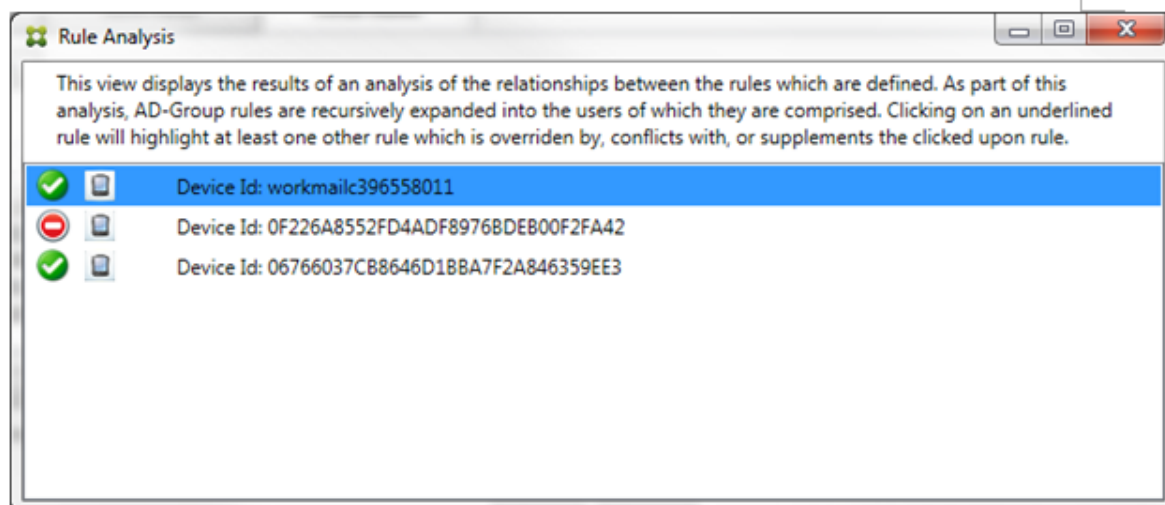 Rule Analysis
This view displays the results of an analysis of the relationships between the rules which are defined. As part of this
analysis, AD-Group rules are recursively expanded into the users of which they are comprised. Clicking on an underlined
rule will highlight at least one other rule which is overriden by, conflicts with, or supplements the clicked upon rule.
Device Id: workmailc396558011
Device Id: 0F226A8552FD4ADF8976BDEB00F2FA42
Device Id: 06766037CB8646D1BBA7F2A846359EE3